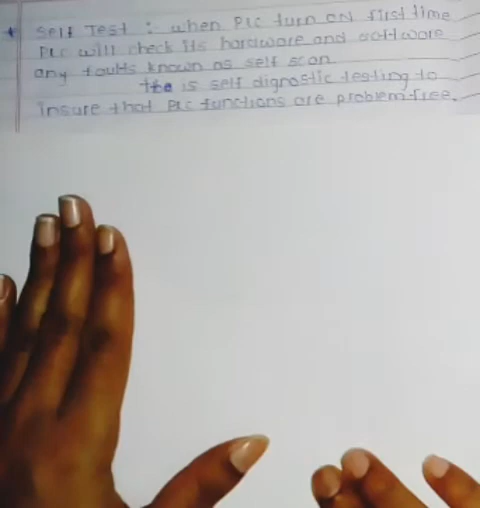 * Self Test : when PLC turn on first time
PLC will check its hardware and software
any faults known as self scan
the is self dignostic testing to
insure that PLC functions are problem-free.